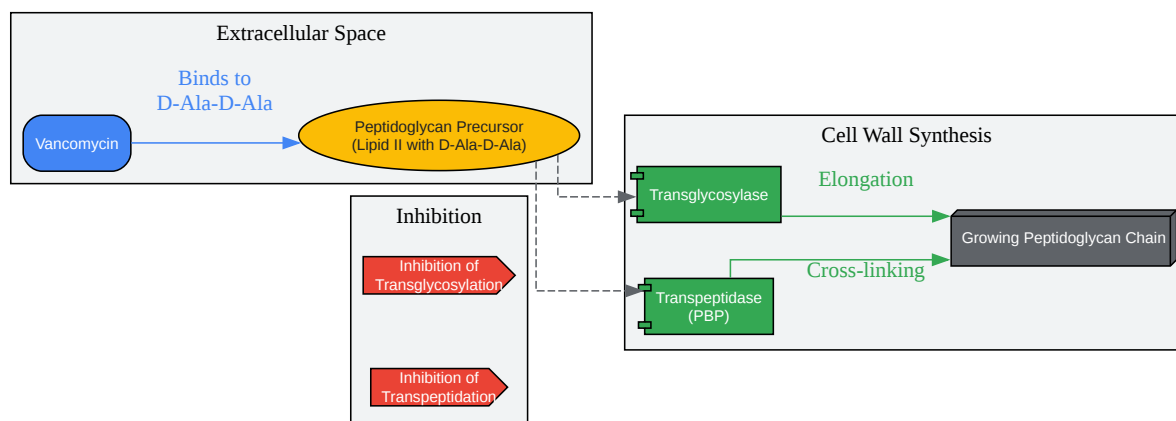 Extracellular Space
Binds to
D-Ala-D-Ala
Vancomycin
Peptidoglycan Precursor
(Lipid II with D-Ala-D-Ala)
Cell Wall Synthesis
Transglycosylase
Elongation
Growing Peptidoglycan Chain
Cross-linking
Transpeptidase
(PBP)
Inhibition
Inhibition of
Transglycosylation
Inhibition of
Transpeptidation